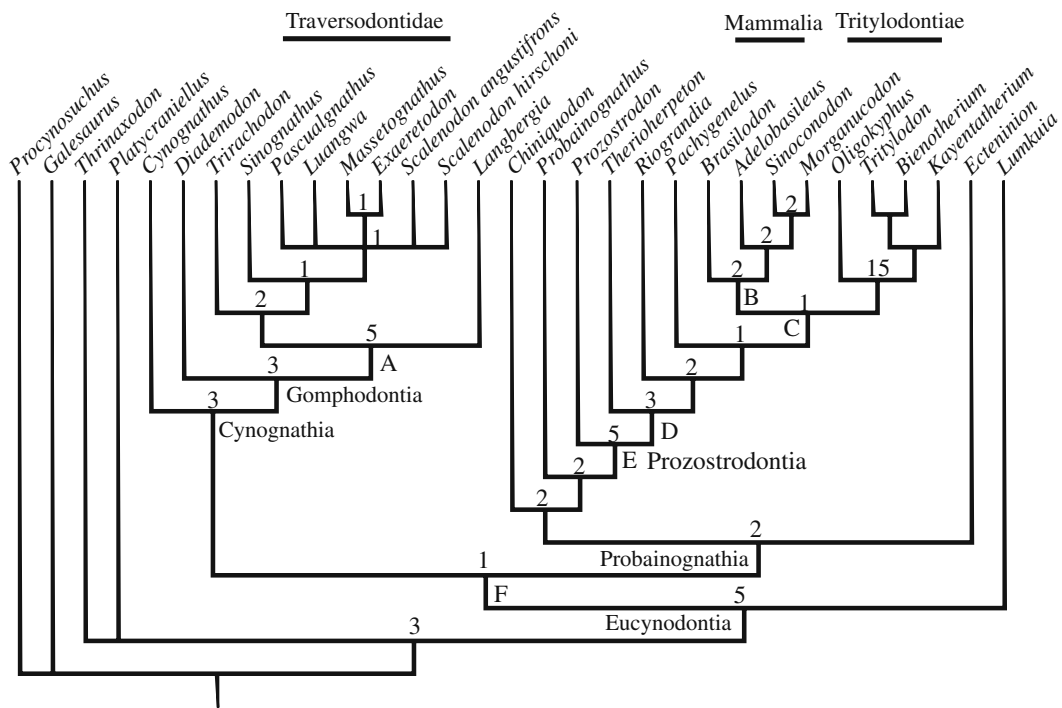 Traversodontidae
Mammalia
Tritylodontiae
Procynosuchus
Galesaurus
Thrinaxodon
Platycraniellus
Cynognathus
Diademodon
Trirachodon
Sinognathus
Pascualgnathus
Luangwa
Massetognathus
Exaeretodon
Scalenodon angustifrons
Scalenodon hirschoni
Langbergia
Chiniquodon
Probainognathus
Prozostrodon
Therioherpeton
Riograndia
Pachygenelus
Brasilodon
Adelobasileus
Sinoconodon
Morganucodon
Oligokyphus
Tritylodon
Bienotherium
Kayentatherium
Ecteninion
Lumkuia
1 2
1 2
1 2 15
2 B 1
5 1 C
3 A 2
Gomphodontia
3 3
Cynognathia 5 D
2 E Prozostrodontia
2
2
1 Probainognathia
F 5
3 Eucynodontia